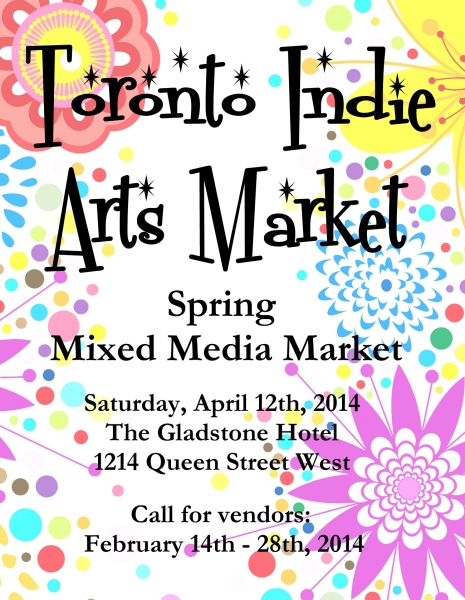 Toronto Indie
Arts Market
Spring
Mixed Media Market
Saturday, April 12th, 2014
The Gladstone Hotel
1214 Queen Street West
Call for vendors:
February 14th - 28th, 2014